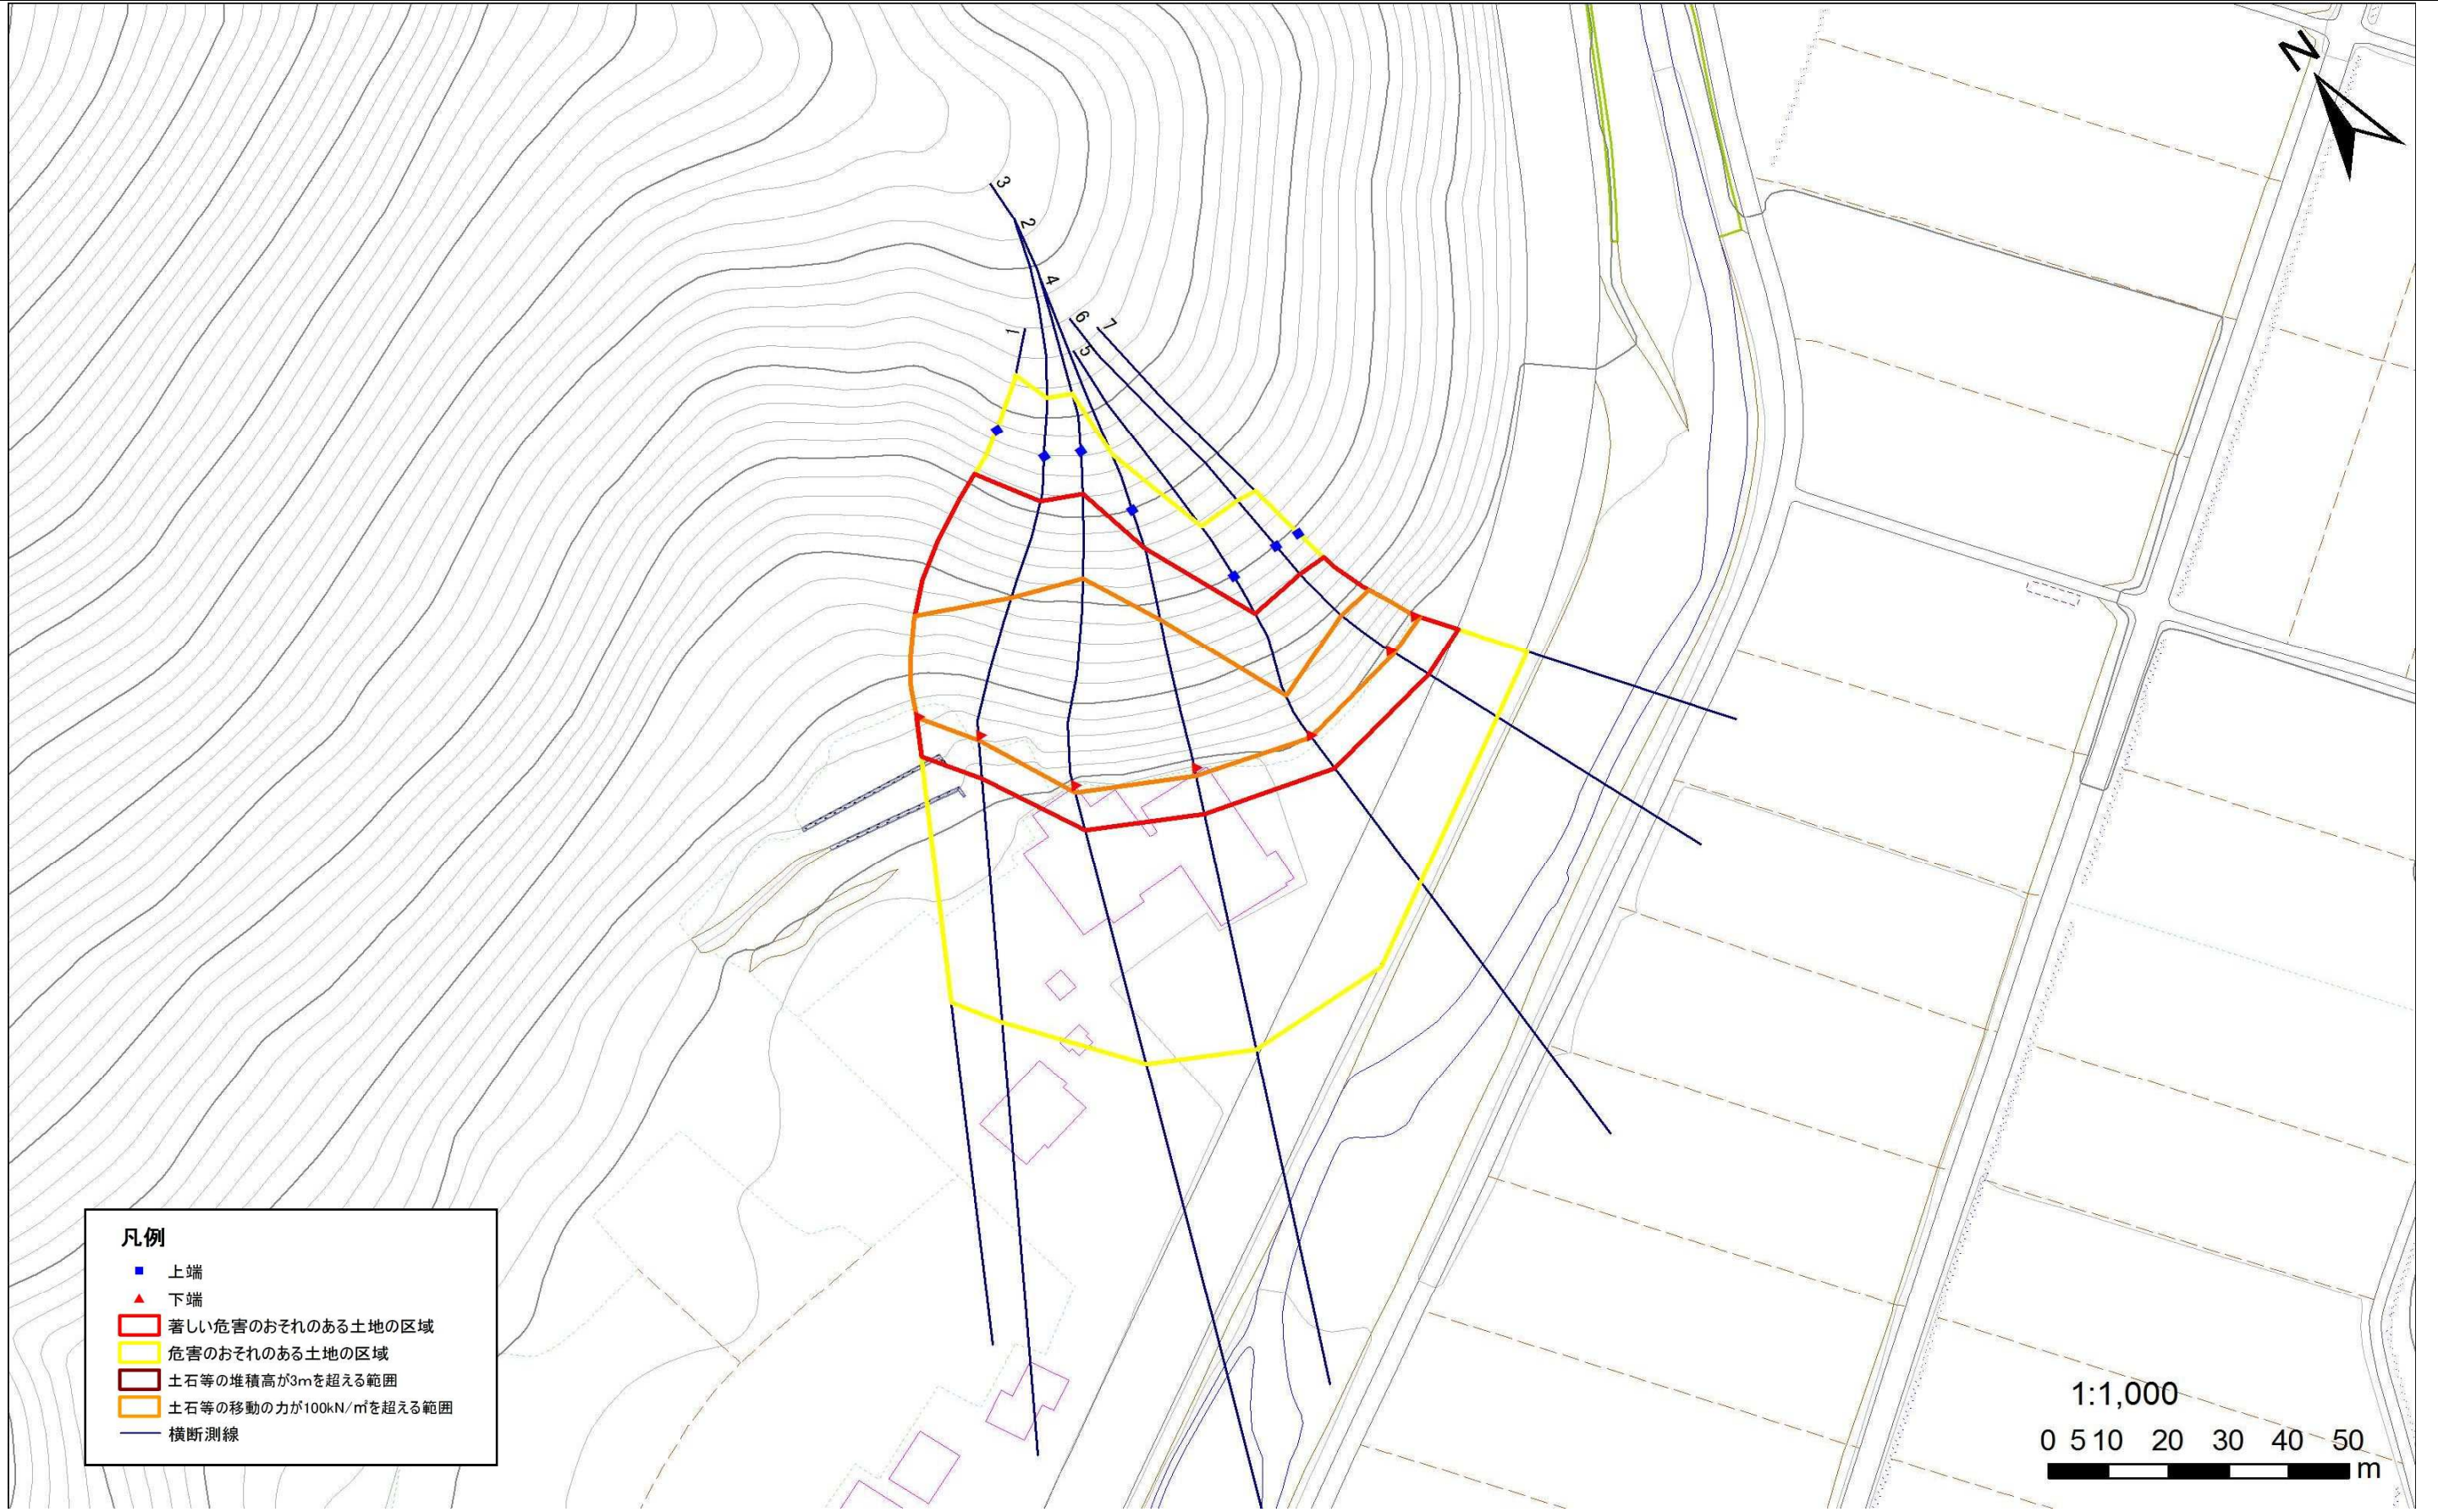 N
3
2
4
1
6
7
5
凡例
上端
下端
著しい危害のおそれのある土地の区域
危害のおそれのある土地の区域
土石等の堆積高が3mを超える範囲
土石等の移動の力が100kN/㎡を超える範囲
横断測線
1:1,000
0 5 10 20 30 40 50
m